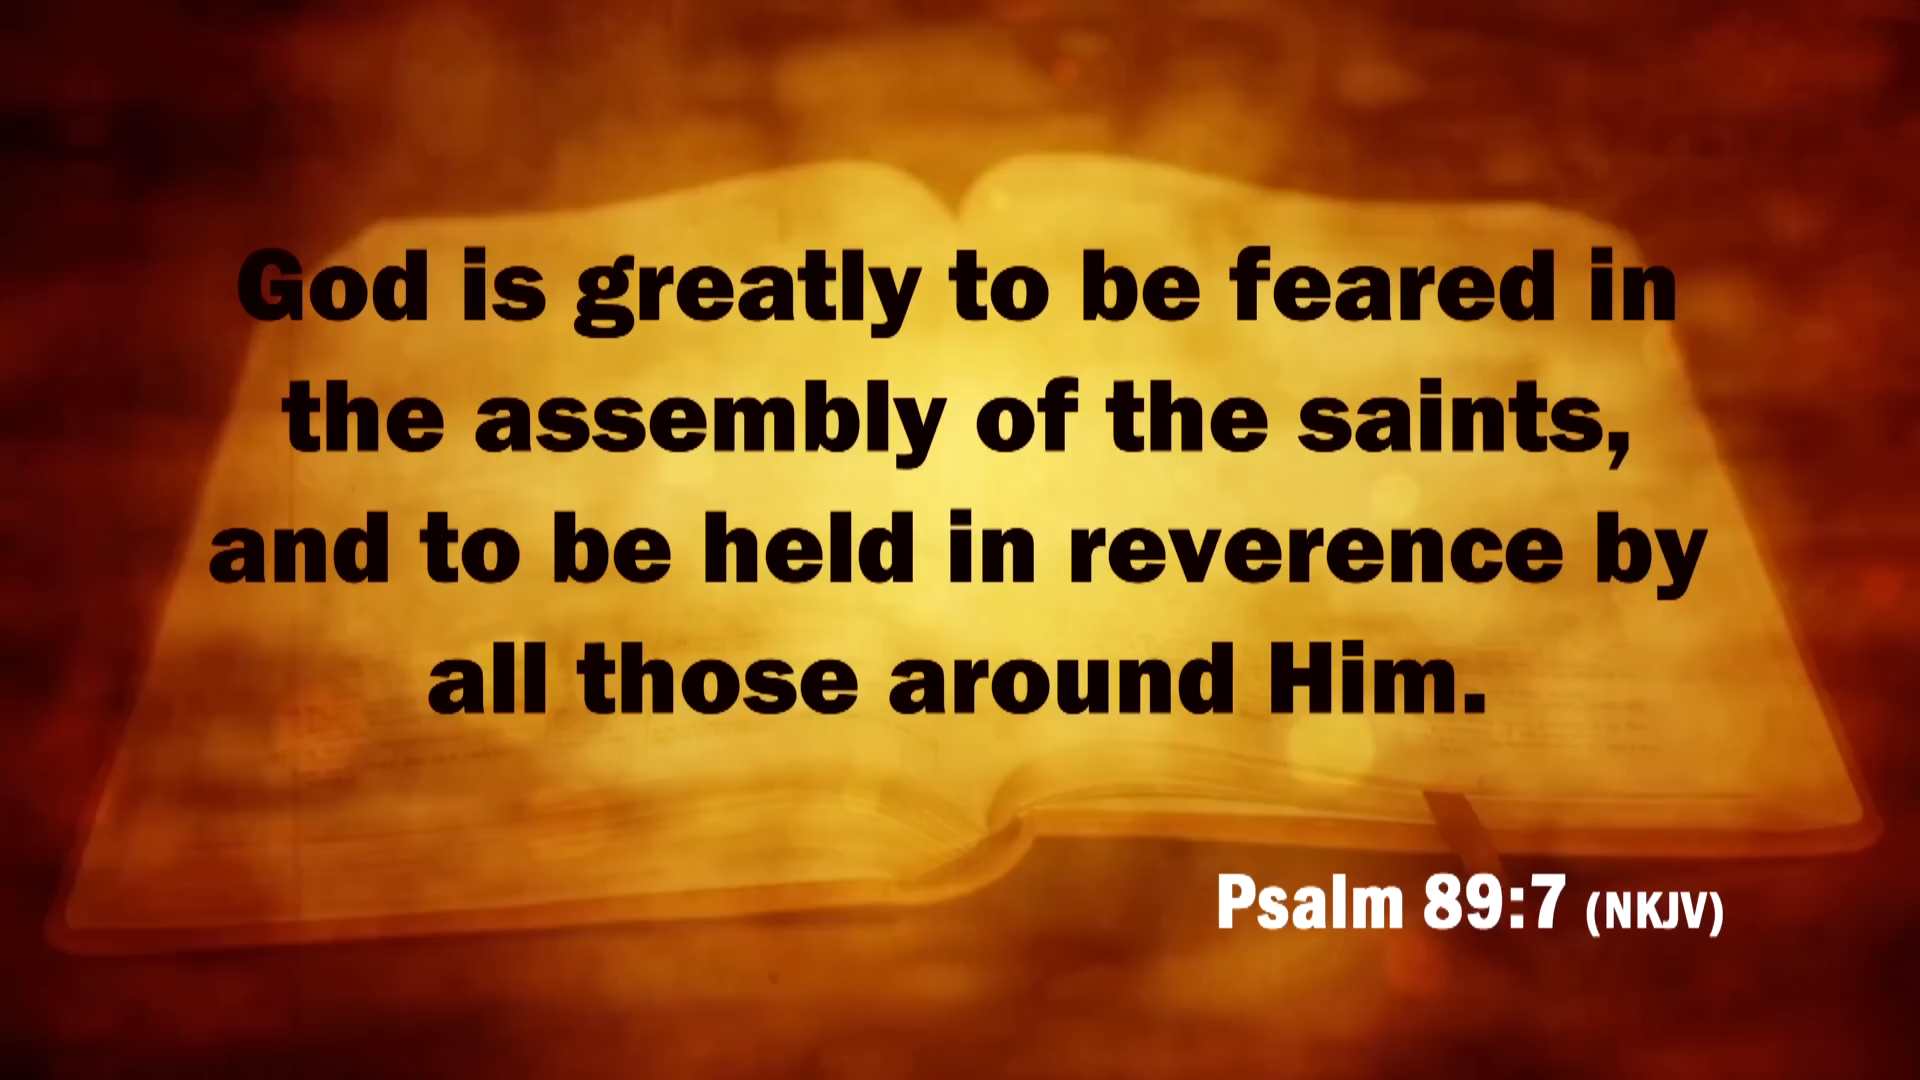 God is greatly to be feared in
the assembly of the saints,
and to be held in reverence by
all those around Him.
Psalm 89:7 (NKJV)